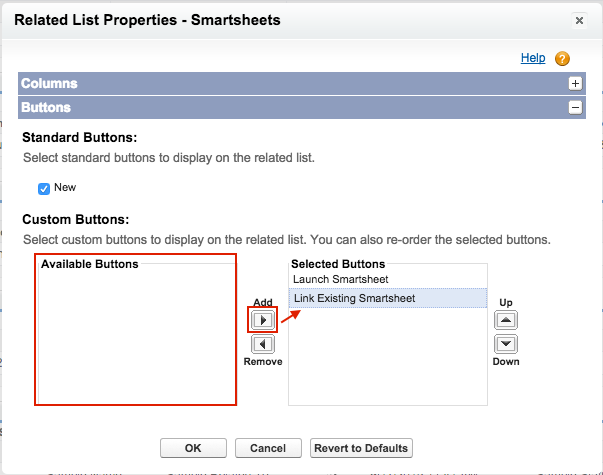 Related List Properties - Smartsheets
Help
Columns
Buttons
Standard Buttons:
Select standard buttons to display on the related list.
New
Custom Buttons:
Select custom buttons to display on the related list. You can also re-order the selected buttons.
Available Buttons
Selected Buttons
Launch Smartsheet
Link Existing Smartsheet
Add
Remove
Up
Down
OK
Cancel
Revert to Defaults